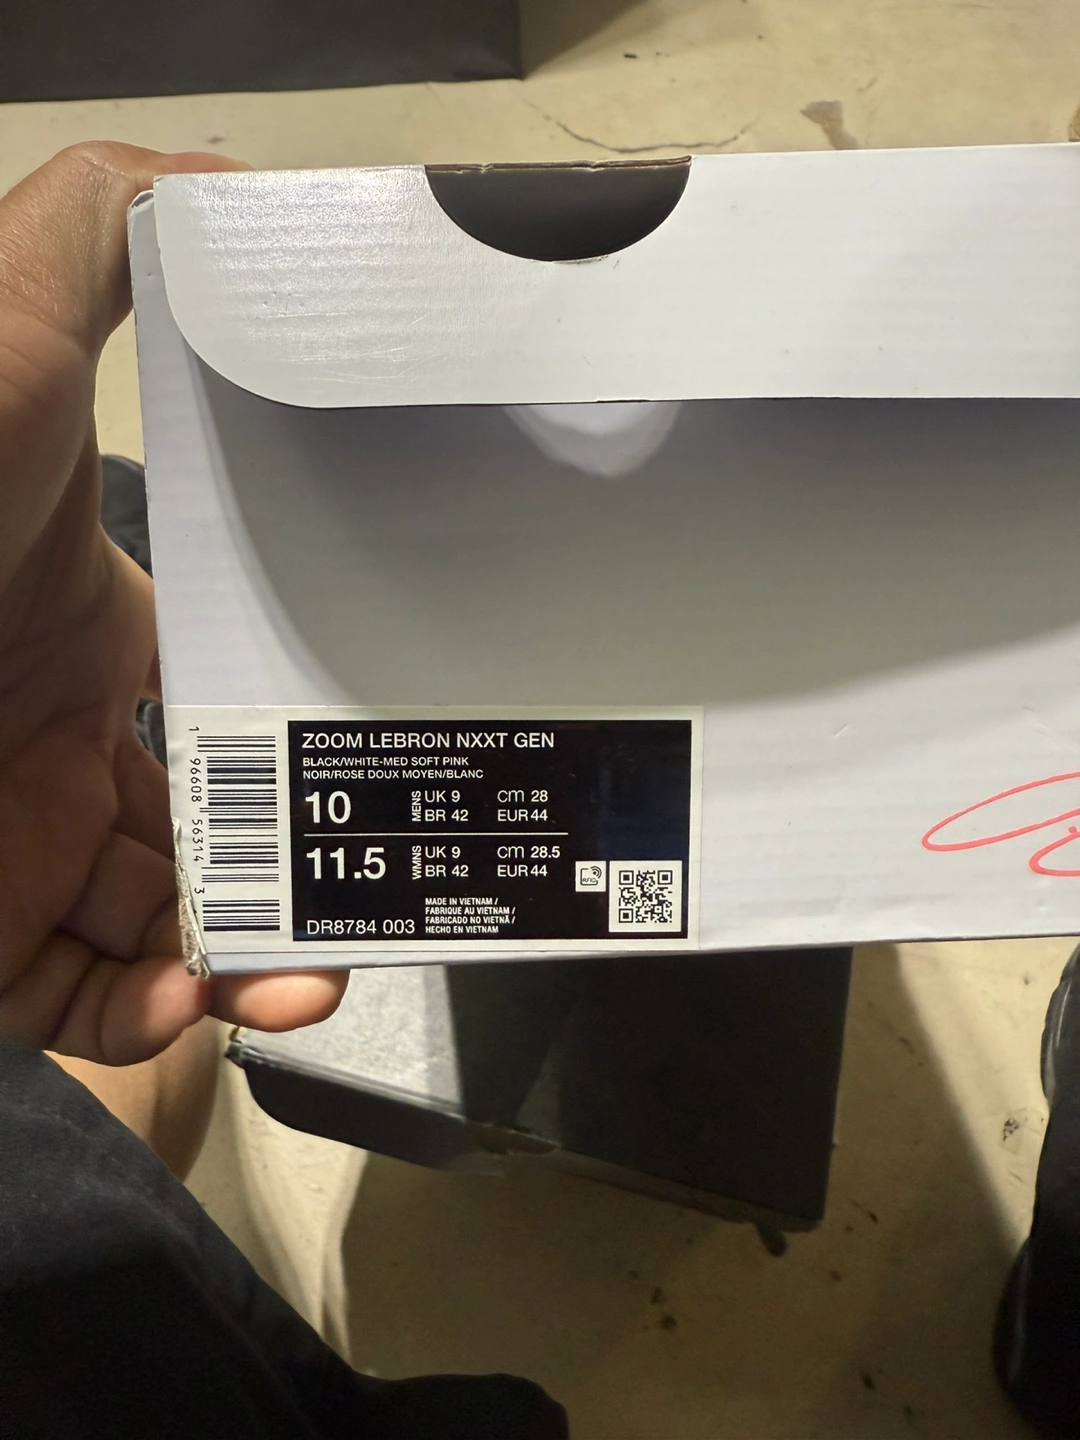 ZOOM LEBRON NXXT GEN
BLACK/WHITE-MED SOFT PINK
NOIR/ROSE DOUX MOYEN/BLANC
10 MENS UK 9 cm 28
BR 42 EUR 44
11.5 WMNS UK 9 cm 28.5
BR 42 EUR 44
RFID
DR8784 003
MADE IN VIETNAM /
FABRIQUE AU VIETNAM /
FABRICADO NO VIETNÃ /
HECHO EN VIETNAM
1 96608 56314 3